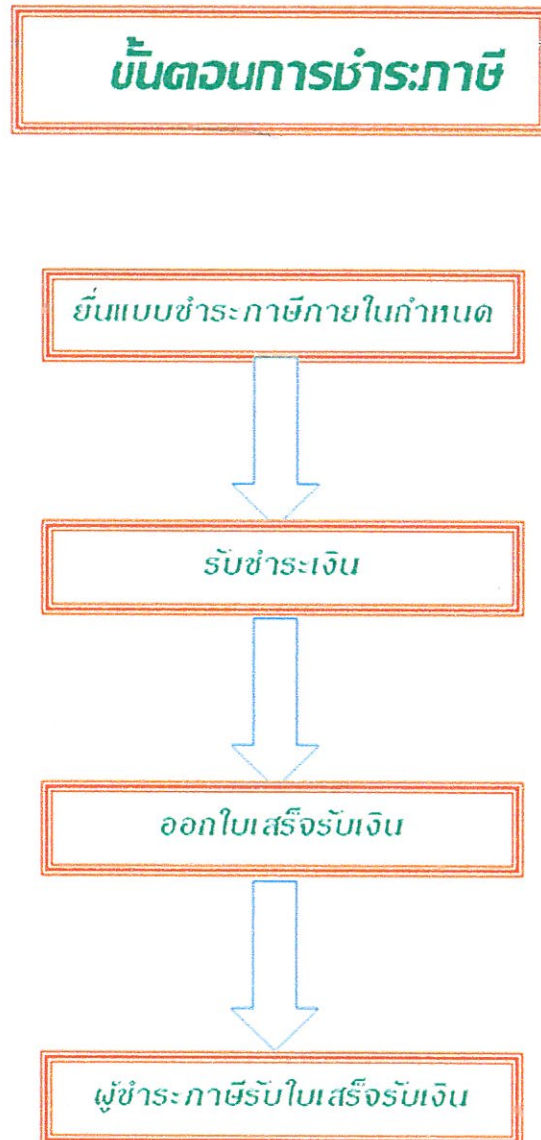 ขั้นตอนการชำระภาษี
ยื่นแบบชำระภาษีภายในกำหนด
รับชำระเงิน
ออกใบเสร็จรับเงิน
ผู้ชำระภาษีรับใบเสร็จรับเงิน